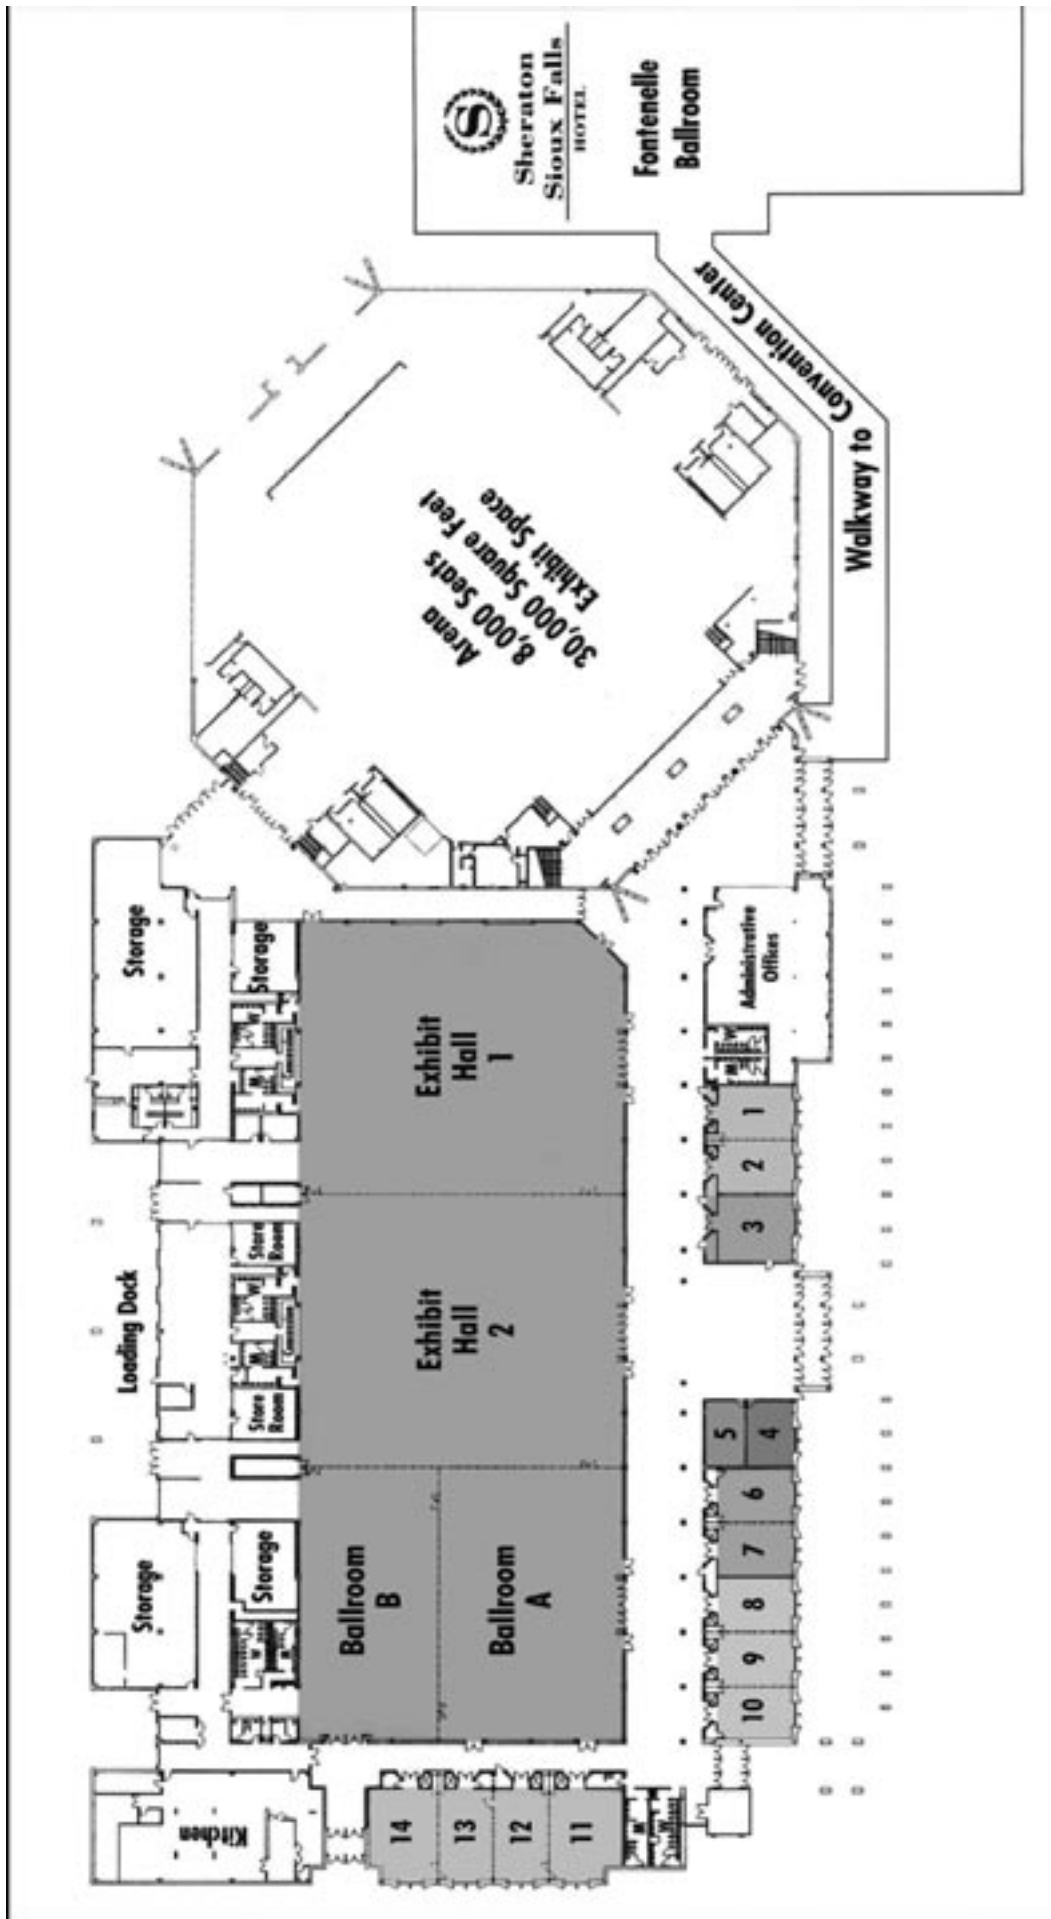 S
Sheraton
Sioux Falls
HOTEL
Fontenelle
Ballroom
Walkway to Convention Center
Arena
8,000 Seats
30,000 Square Feet
Exhibit Space
Storage
Storage
W
M
Exhibit
Hall
1
Administrative
Offices
W
M
1
2
3
Loading Dock
Store
Room
W
M
Store
Room
Exhibit
Hall
2
5
4
6
7
8
9
10
Storage
Storage
W
M
Ballroom
B
Ballroom
A
Kitchen
14
13
12
11
W
M